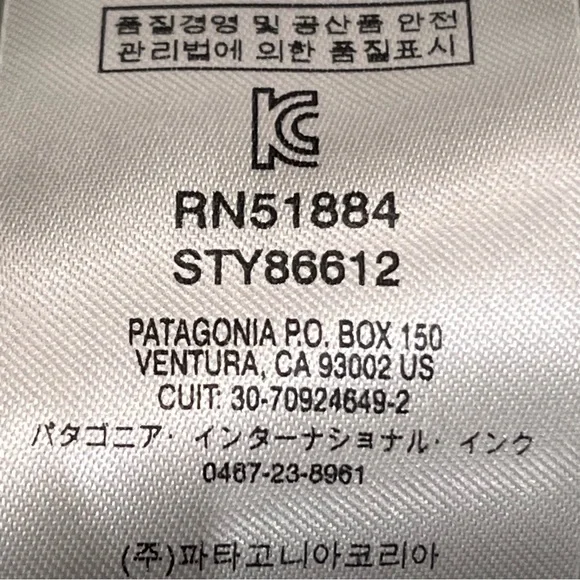 품질경영 및 공산품 안전
관리법에 의한 품질표시
KC
RN51884
STY86612
PATAGONIA P.O. BOX 150
VENTURA, CA 93002 US
CUIT: 30-70924649-2
パタゴニア・インターナショナル・インク
0467-23-8961
(주)파타고니아코리아